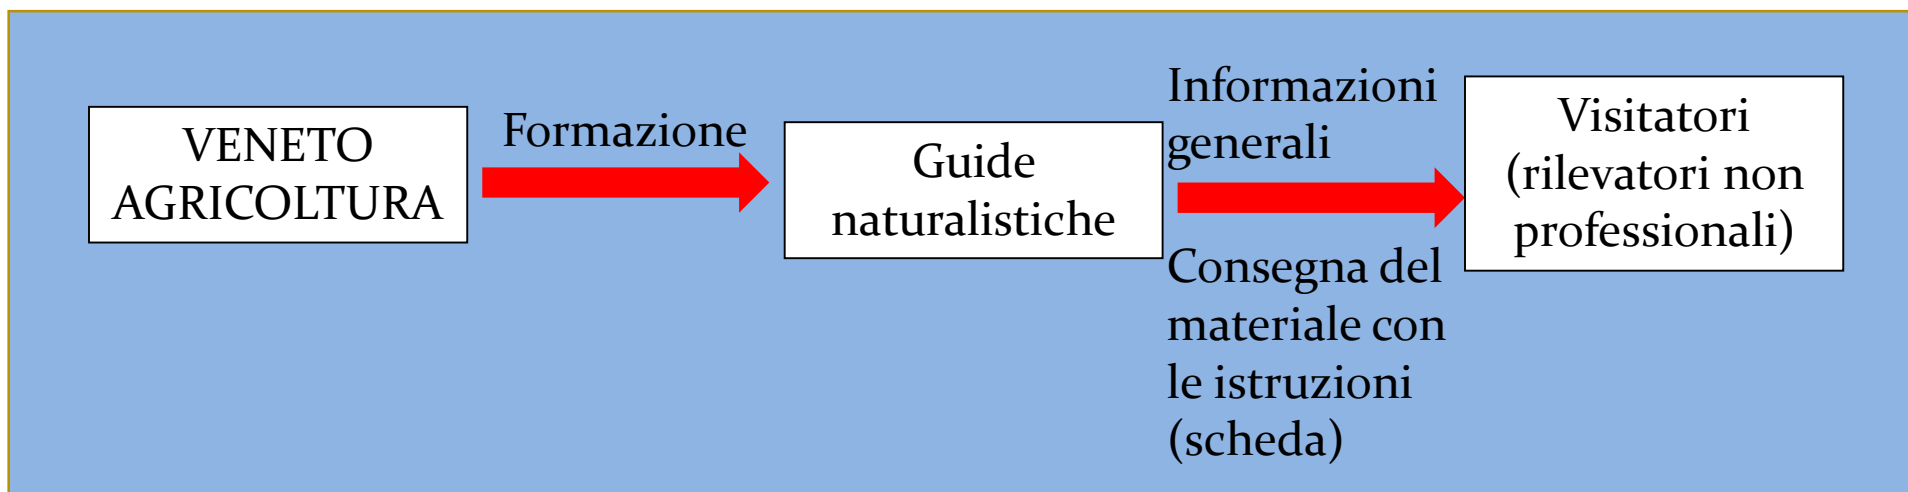 VENETO
AGRICOLTURA
Formazione
Guide
naturalistiche
Informazioni
generali
Consegna del
materiale con
le istruzioni
(scheda)
Visitatori
(rilevatori non
professionali)